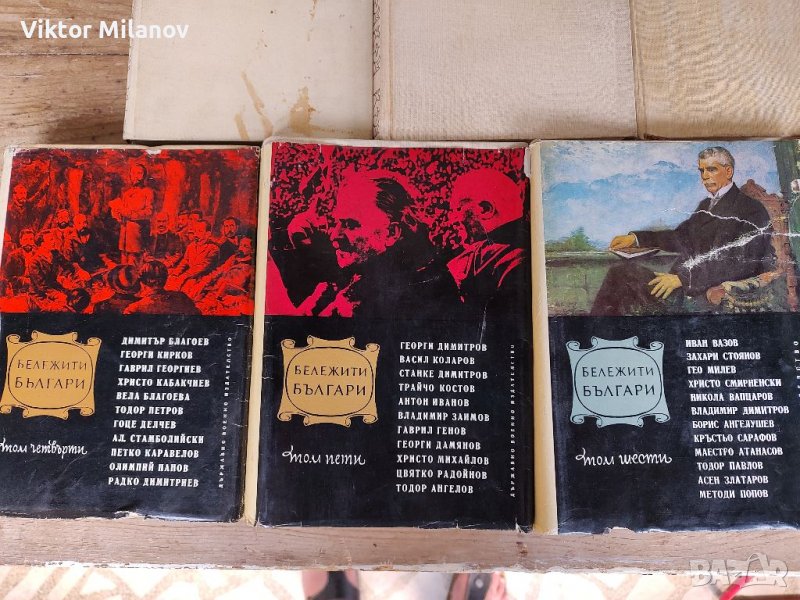 Viktor Milanov
БЕЛЕЖИТИ
БЪЛГАРИ
том четвърти
ДИМИТЪР БЛАГОЕВ
ГЕОРГИ КИРКОВ
ГАВРИЛ ГЕОРГИЕВ
ХРИСТО КАБАКЧИЕВ
ВЕЛА БЛАГОЕВА
ТОДОР ПЕТРОВ
ГОЦЕ ДЕЛЧЕВ
АЛ. СТАМБОЛИЙСКИ
ПЕТКО КАРАВЕЛОВ
ОЛИМПИЙ ПАНОВ
РАДКО ДИМИТРИЕВ
ДЪРЖАВНО ВОЕННО ИЗДАТЕЛСТВО
БЕЛЕЖИТИ
БЪЛГАРИ
том пети
ГЕОРГИ ДИМИТРОВ
ВАСИЛ КОЛАРОВ
СТАНКЕ ДИМИТРОВ
ТРАЙЧО КОСТОВ
АНТОН ИВАНОВ
ВЛАДИМИР ЗАИМОВ
ГАВРИЛ ГЕНОВ
ГЕОРГИ ДАМЯНОВ
ХРИСТО МИХАЙЛОВ
ЦВЯТКО РАДОЙНОВ
ТОДОР АНГЕЛОВ
ДЪРЖАВНО ВОЕННО ИЗДАТЕЛСТВО
БЕЛЕЖИТИ
БЪЛГАРИ
том шести
ИВАН ВАЗОВ
ЗАХАРИ СТОЯНОВ
ГЕО МИЛЕВ
ХРИСТО СМИРНЕНСКИ
НИКОЛА ВАПЦАРОВ
ВЛАДИМИР ДИМИТРОВ
БОРИС АНГЕЛУШЕВ
КРЪСТЬО САРАФОВ
МАЕСТРО АТАНАСОВ
ТОДОР ПАВЛОВ
АСЕН ЗЛАТАРОВ
МЕТОДИ ПОПОВ
BAZAR